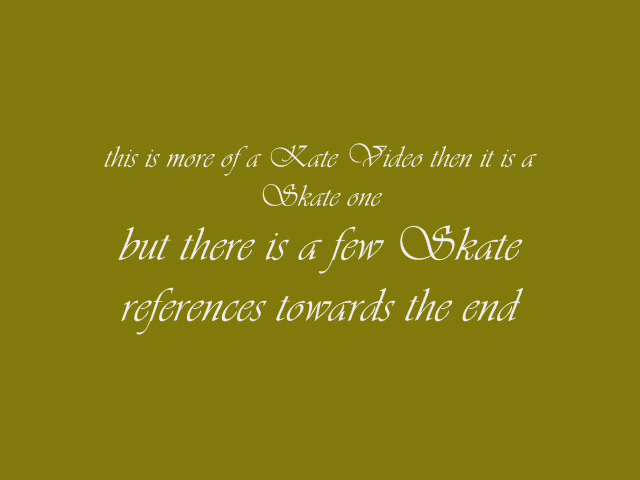 this is more of a Kate Video then it is a
Skate one
but there is a few Skate
references towards the end